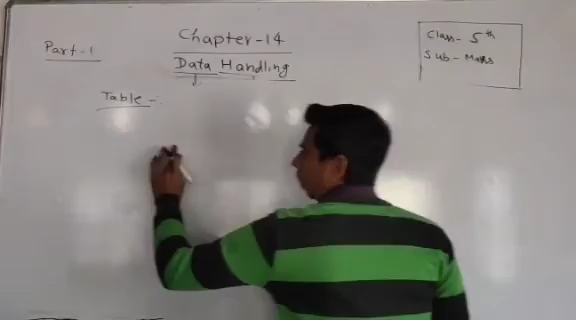 Part-1
Chapter-14
Data Handling
Class- 5th
Sub- Maths
Table -: